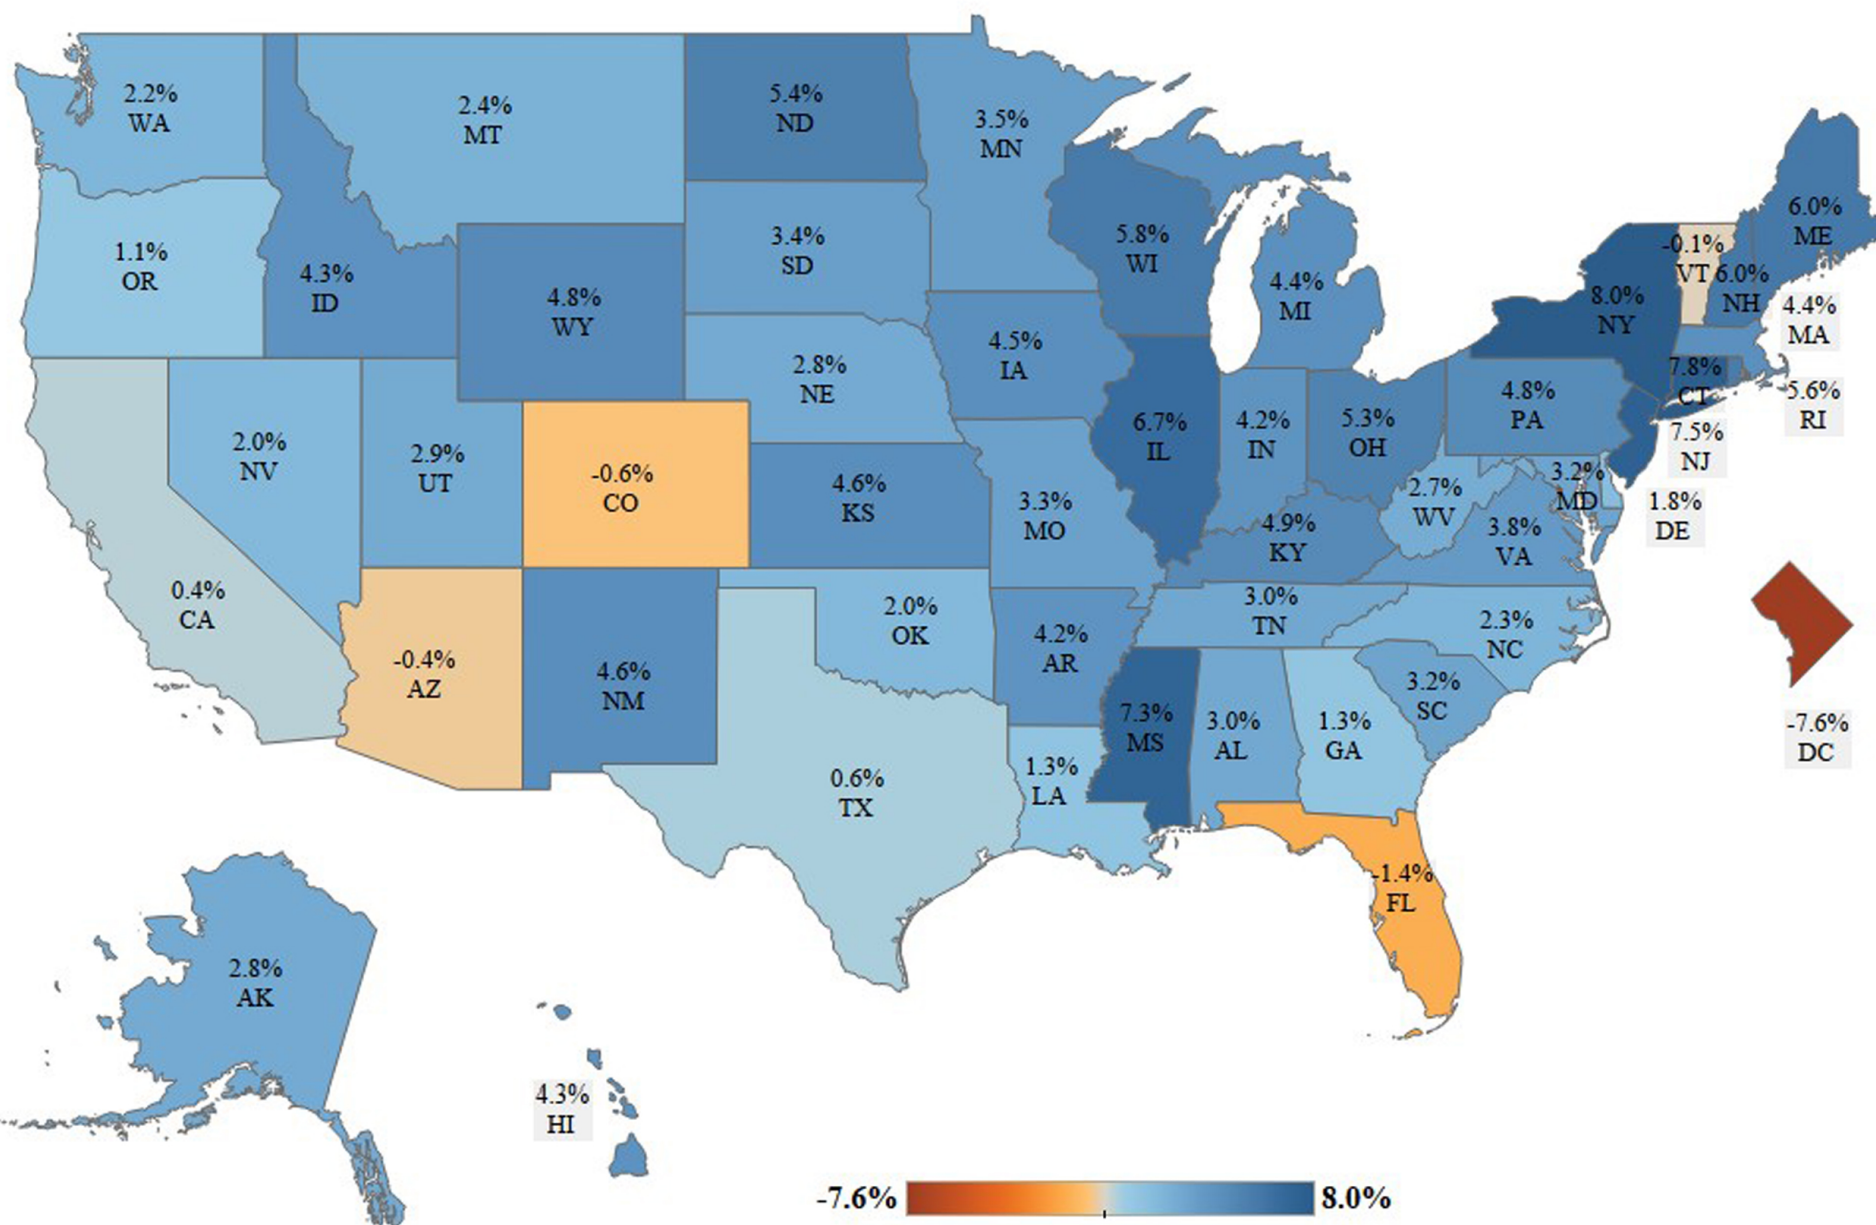 2.2%
WA
2.4%
MT
5.4%
ND
3.5%
MN
1.1%
OR
4.3%
ID
4.8%
WY
3.4%
SD
5.8%
WI
4.4%
MI
6.0%
ME
-0.1%
VT
6.0%
NH
8.0%
NY
4.4%
MA
4.5%
IA
2.8%
NE
7.8%
CT
5.6%
RI
4.8%
PA
7.5%
NJ
2.0%
NV
2.9%
UT
-0.6%
CO
4.6%
KS
3.3%
MO
6.7%
IL
4.2%
IN
5.3%
OH
2.7%
WV
3.2%
MD
1.8%
DE
4.9%
KY
3.8%
VA
0.4%
CA
-0.4%
AZ
4.6%
NM
2.0%
OK
4.2%
AR
3.0%
TN
2.3%
NC
3.2%
SC
7.3%
MS
3.0%
AL
1.3%
GA
-7.6%
DC
0.6%
TX
1.3%
LA
-1.4%
FL
2.8%
AK
4.3%
HI
-7.6%
8.0%